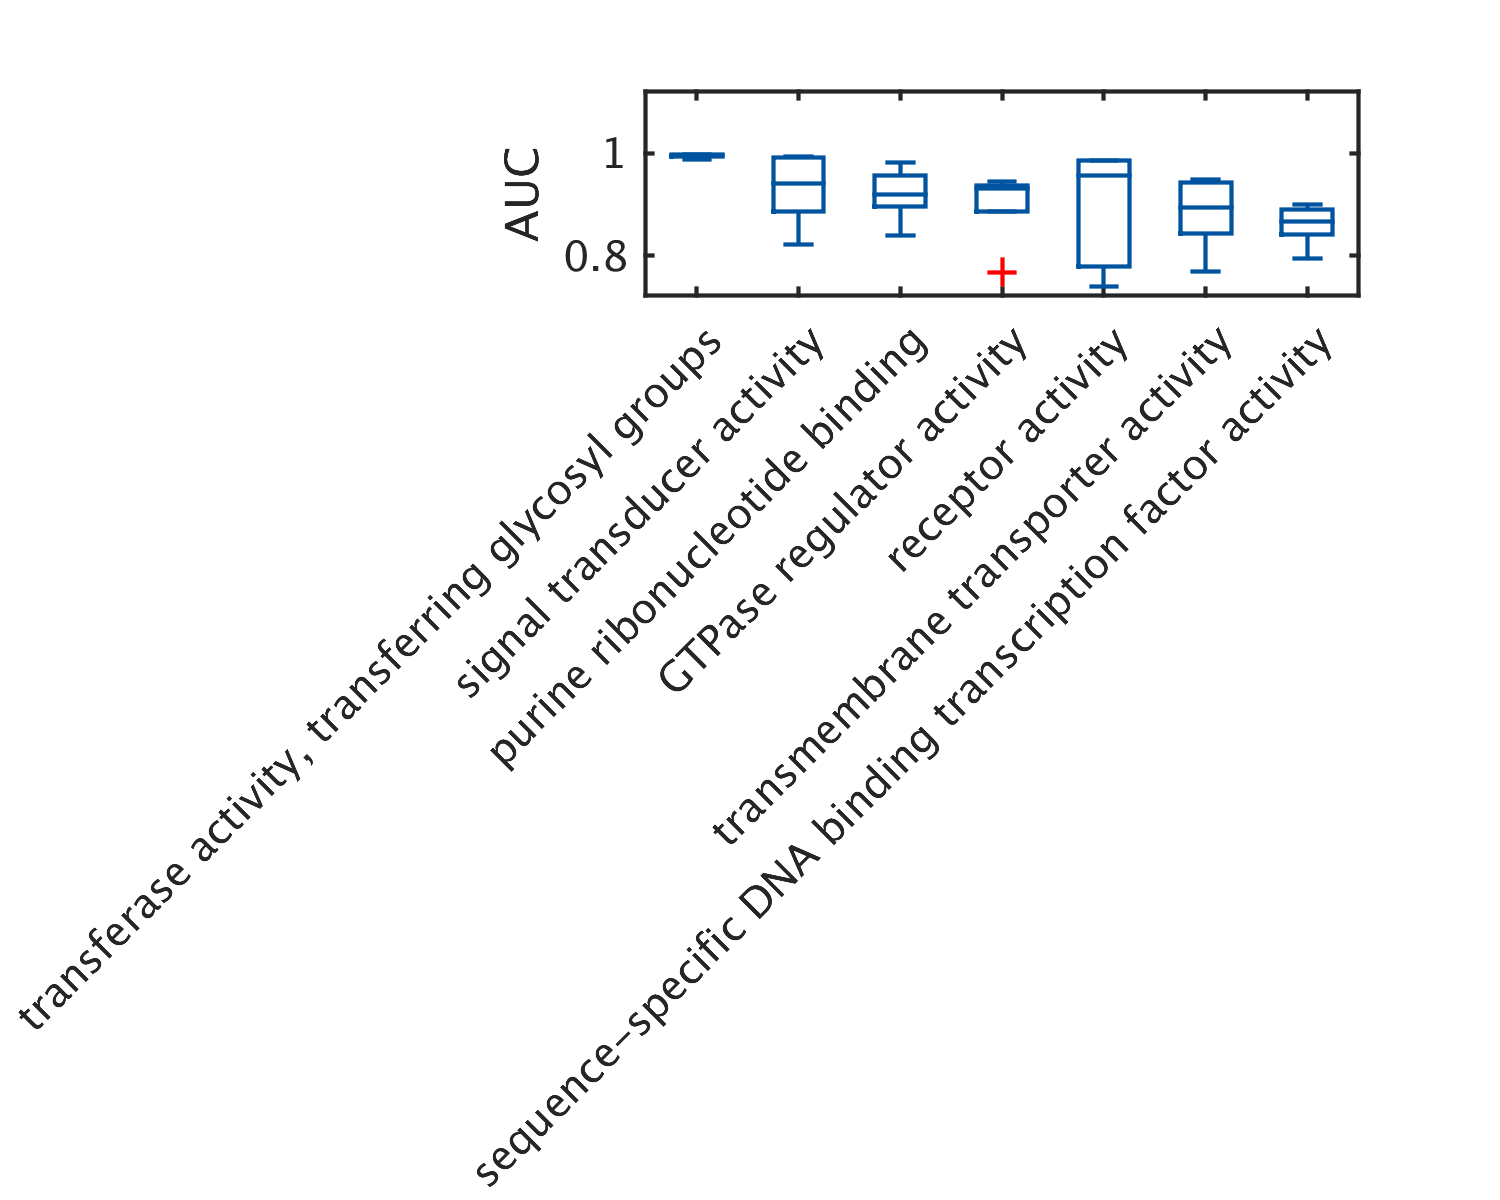 AUC
1
0.8
transferase activity, transferring glycosyl groups
signal transducer activity
purine ribonucleotide binding
GTPase regulator activity
receptor activity
transmembrane transporter activity
sequence−specific DNA binding transcription factor activity